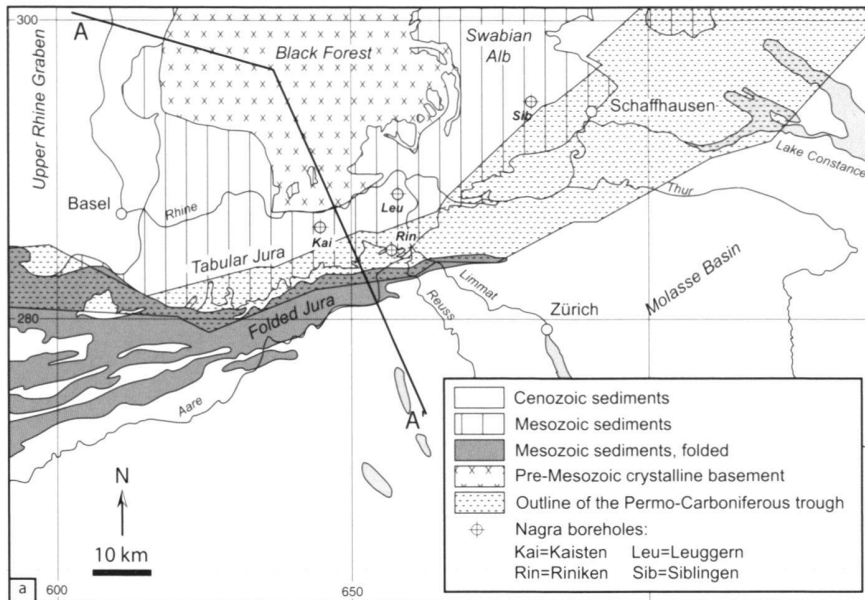 300
A
Black Forest
Swabian
Alb
Upper Rhine Graben
Sib
Schaffhausen
Lake Constance
Basel
Rhine
Leu
Thur
Kai
Rin
Tabular Jura
Molasse Basin
Limmat
280
Folded Jura
Reuss
Zürich
Aare
A'
Cenozoic sediments
Mesozoic sediments
Mesozoic sediments, folded
Pre-Mesozoic crystalline basement
Outline of the Permo-Carboniferous trough
Nagra boreholes:
Kai=Kaisten Leu=Leuggern
Rin=Riniken Sib=Siblingen
N
10 km
a
600
650